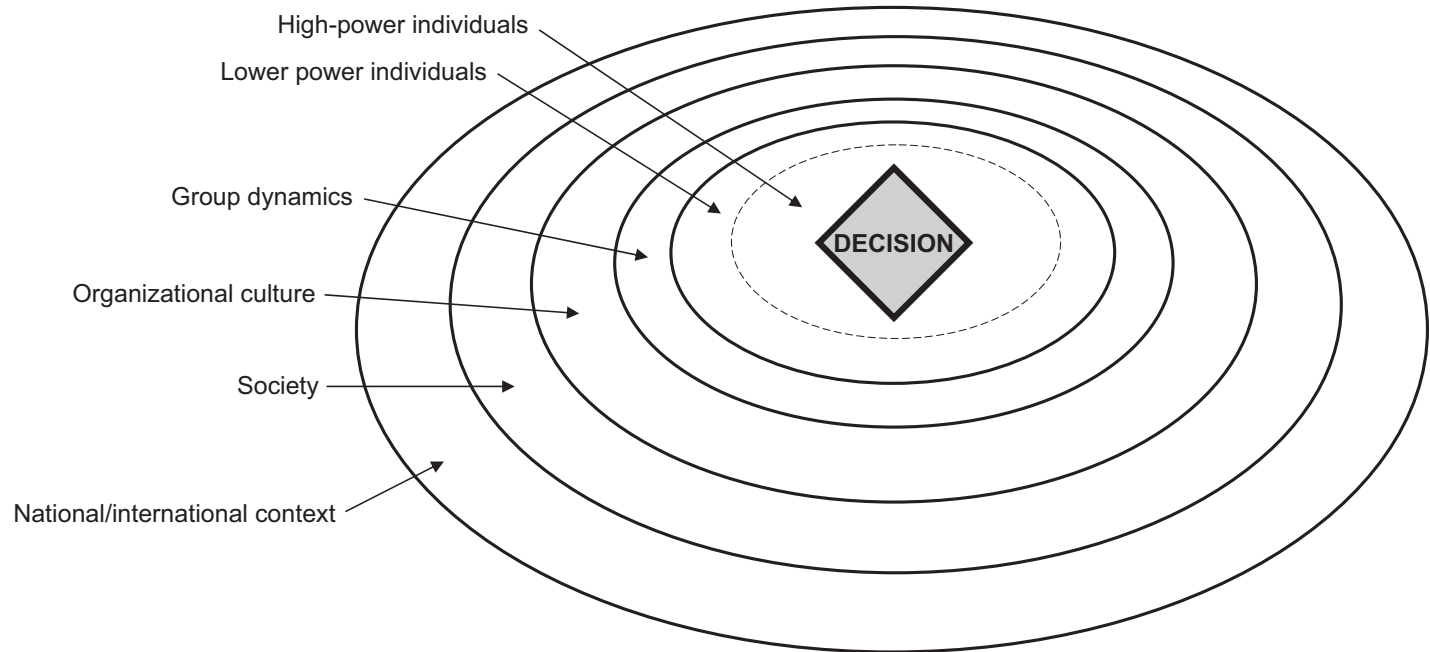 High-power individuals
Lower power individuals
Group dynamics
DECISION
Organizational culture
Society
National/international context